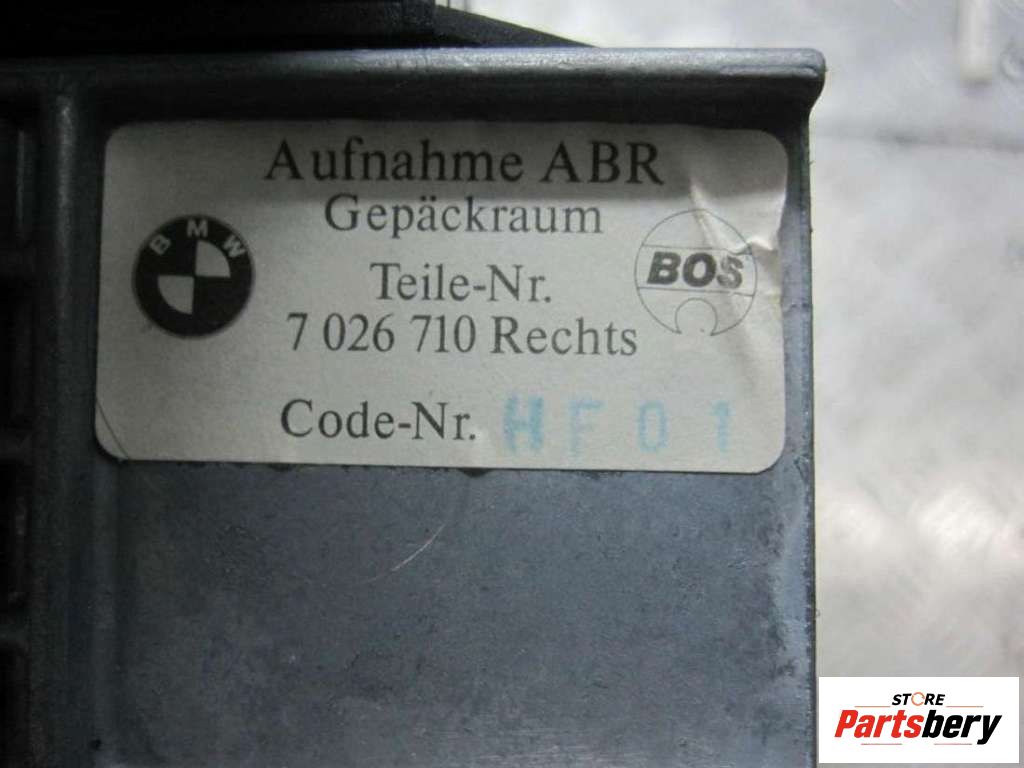 Aufnahme ABR
Gepäckraum
BMW
BOS
Teile-Nr.
7 026 710 Rechts
Code-Nr. HF01
STORE
Partsbery